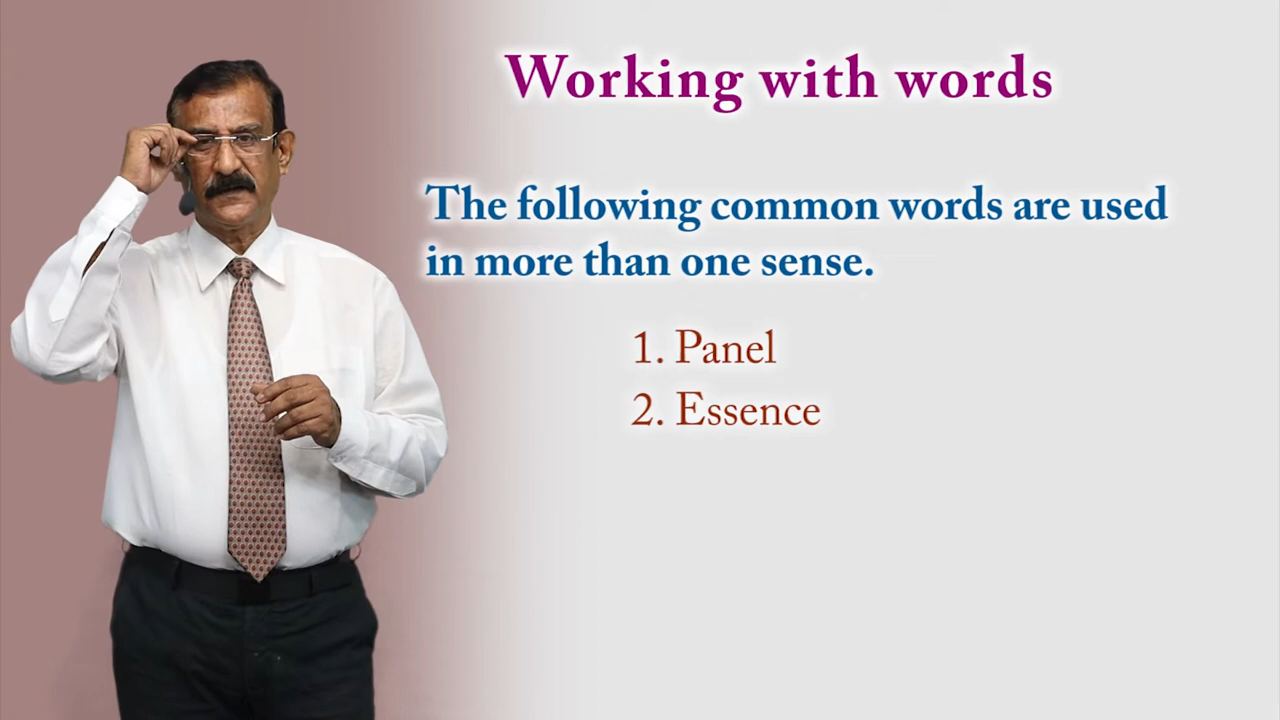 Working with words
The following common words are used
in more than one sense.
1. Panel
2. Essence